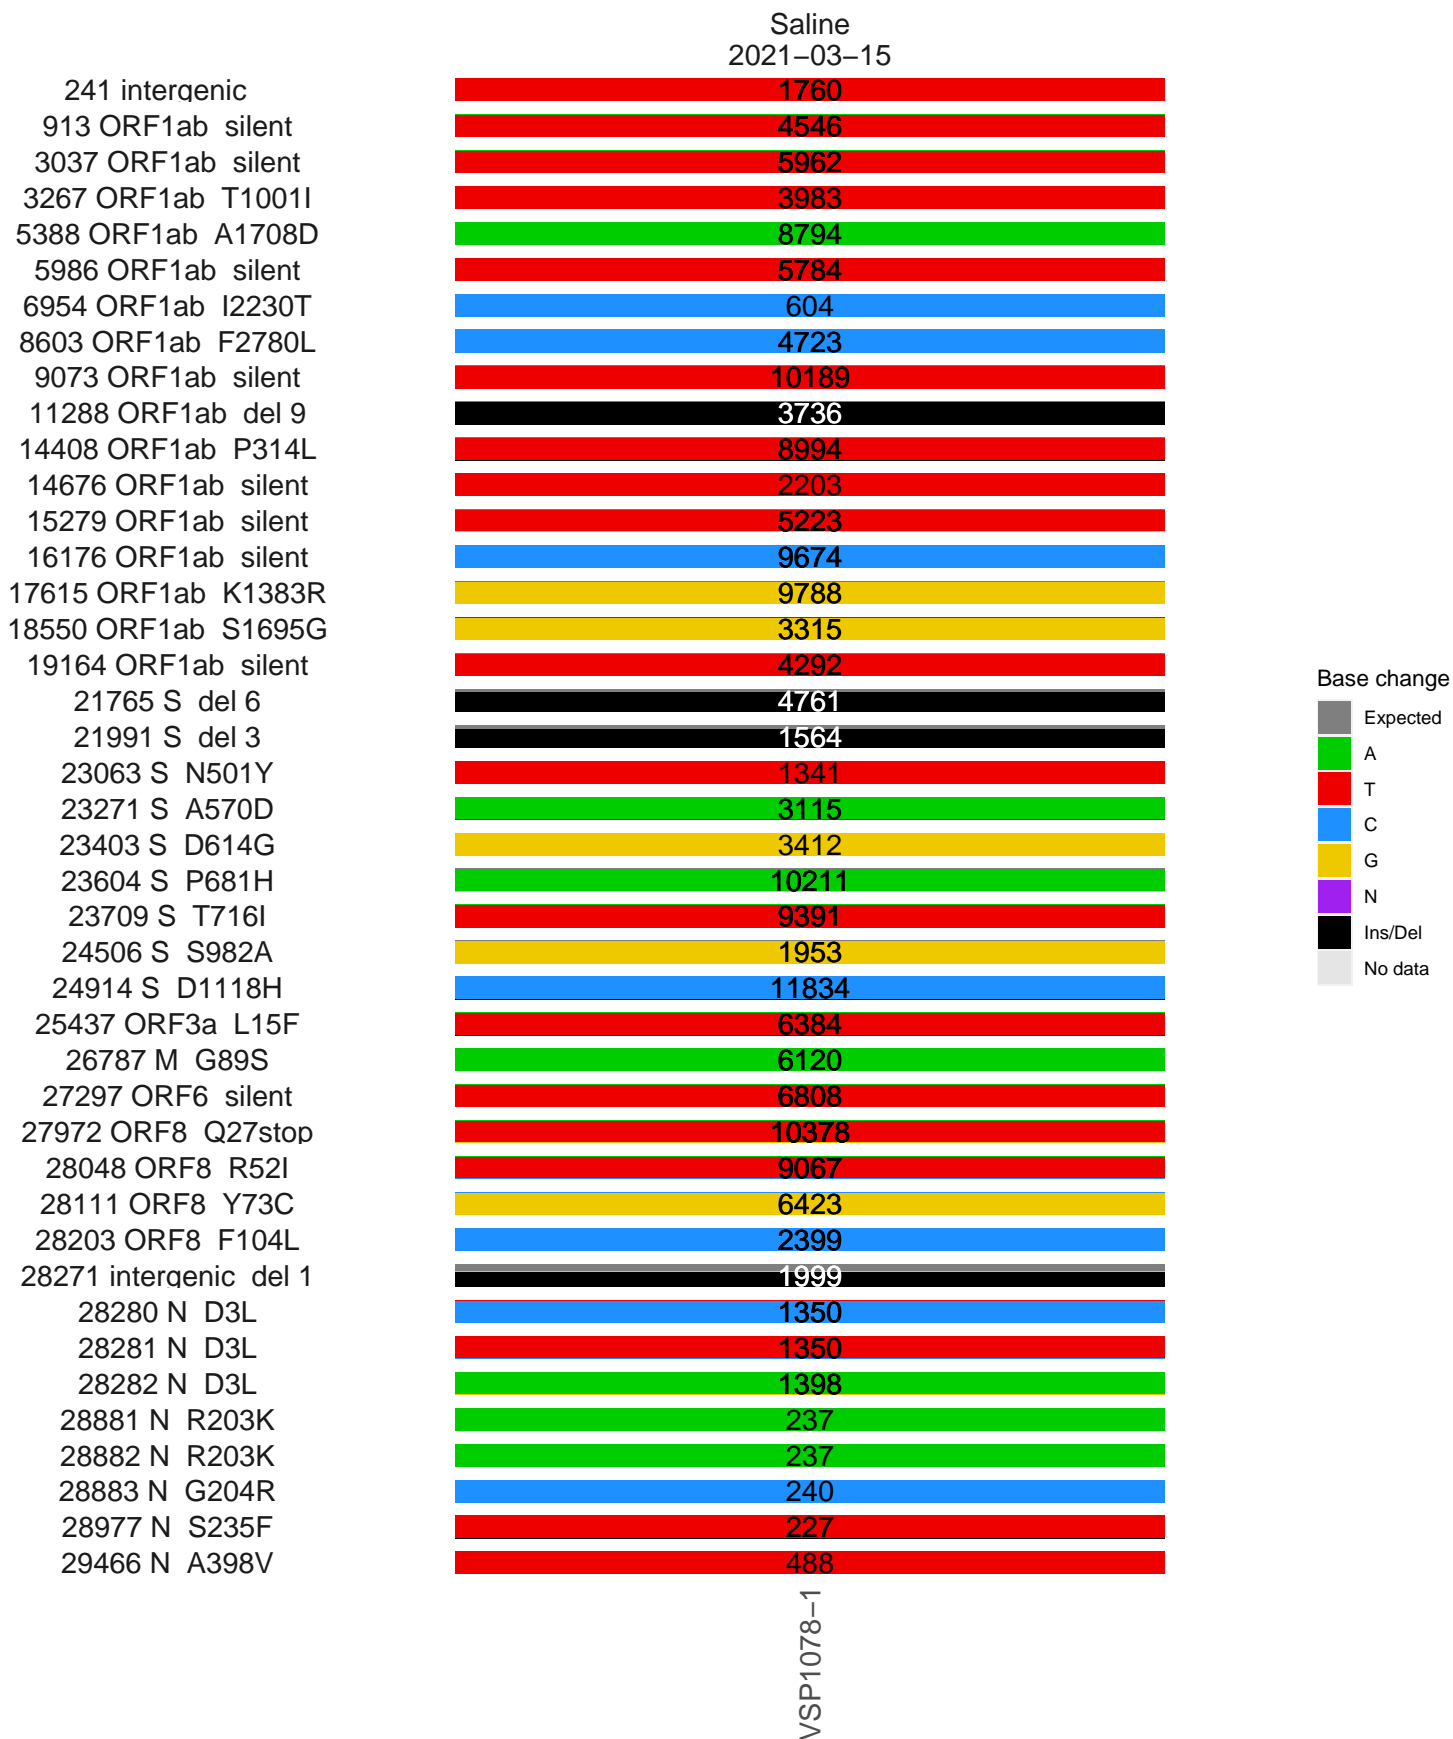 Saline
2021−03−15
241 intergenic 1760
913 ORF1ab silent 4546
3037 ORF1ab silent 5962
3267 ORF1ab T1001I 3983
5388 ORF1ab A1708D 8794
5986 ORF1ab silent 5784
6954 ORF1ab I2230T 604
8603 ORF1ab F2780L 4723
9073 ORF1ab silent 10189
11288 ORF1ab del 9 3736
14408 ORF1ab P314L 8994
14676 ORF1ab silent 2203
15279 ORF1ab silent 5223
16176 ORF1ab silent 9674
17615 ORF1ab K1383R 9788
18550 ORF1ab S1695G 3315
19164 ORF1ab silent 4292
21765 S del 6 4761
21991 S del 3 1564
23063 S N501Y 1341
23271 S A570D 3115
23403 S D614G 3412
23604 S P681H 10211
23709 S T716I 9391
24506 S S982A 1953
24914 S D1118H 11834
25437 ORF3a L15F 6384
26787 M G89S 6120
27297 ORF6 silent 6808
27972 ORF8 Q27stop 10378
28048 ORF8 R52I 9067
28111 ORF8 Y73C 6423
28203 ORF8 F104L 2399
28271 intergenic del 1 1999
28280 N D3L 1350
28281 N D3L 1350
28282 N D3L 1398
28881 N R203K 237
28882 N R203K 237
28883 N G204R 240
28977 N S235F 227
29466 N A398V 488
VSP1078−1
Base change
Expected
A
T
C
G
N
Ins/Del
No data